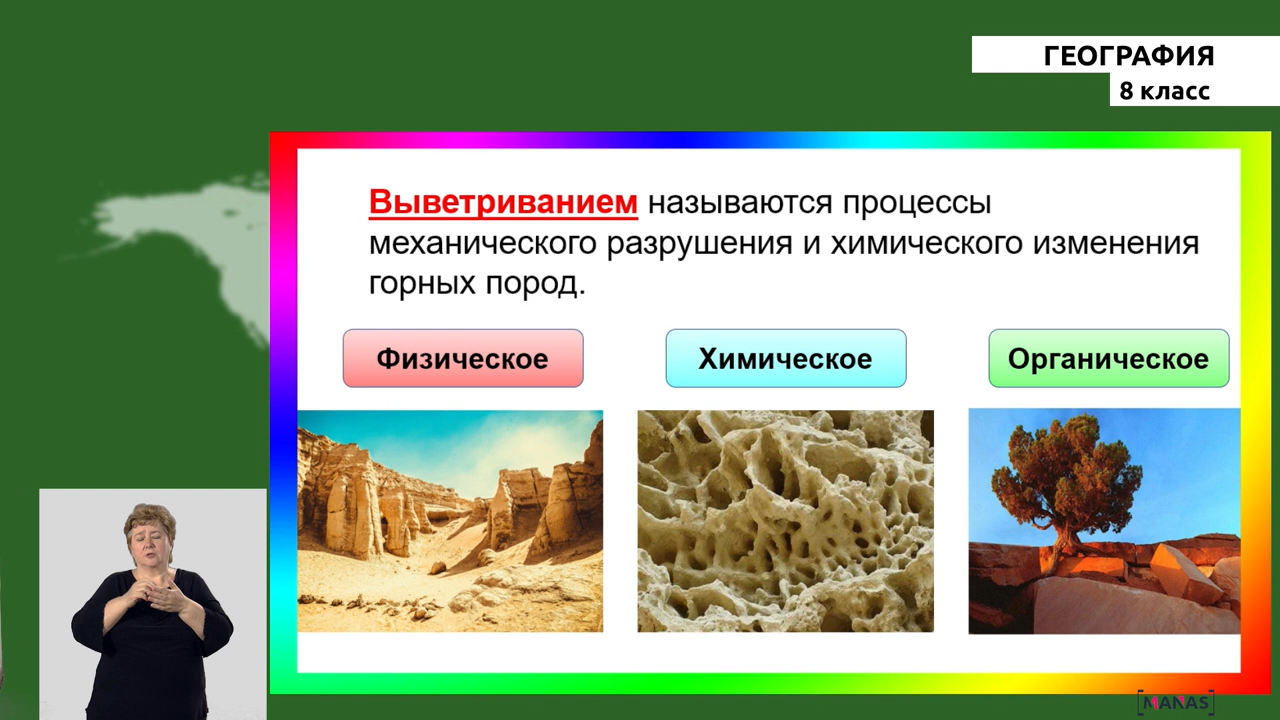 ГЕОГРАФИЯ
8 класс
Выветриванием называются процессы
механического разрушения и химического изменения
горных пород.
Физическое
Химическое
Органическое
[MANAS]